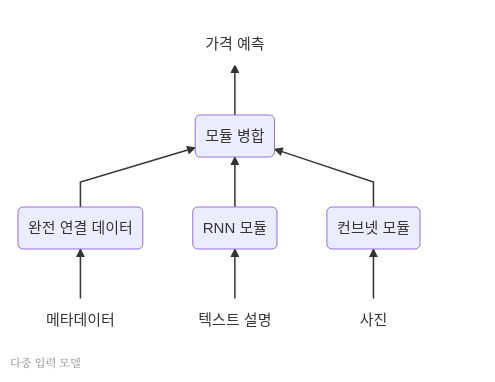 가격 예측
모듈 병합
완전 연결 데이터
RNN 모듈
컨브넷 모듈
메타데이터
텍스트 설명
사진
다중 입력 모델